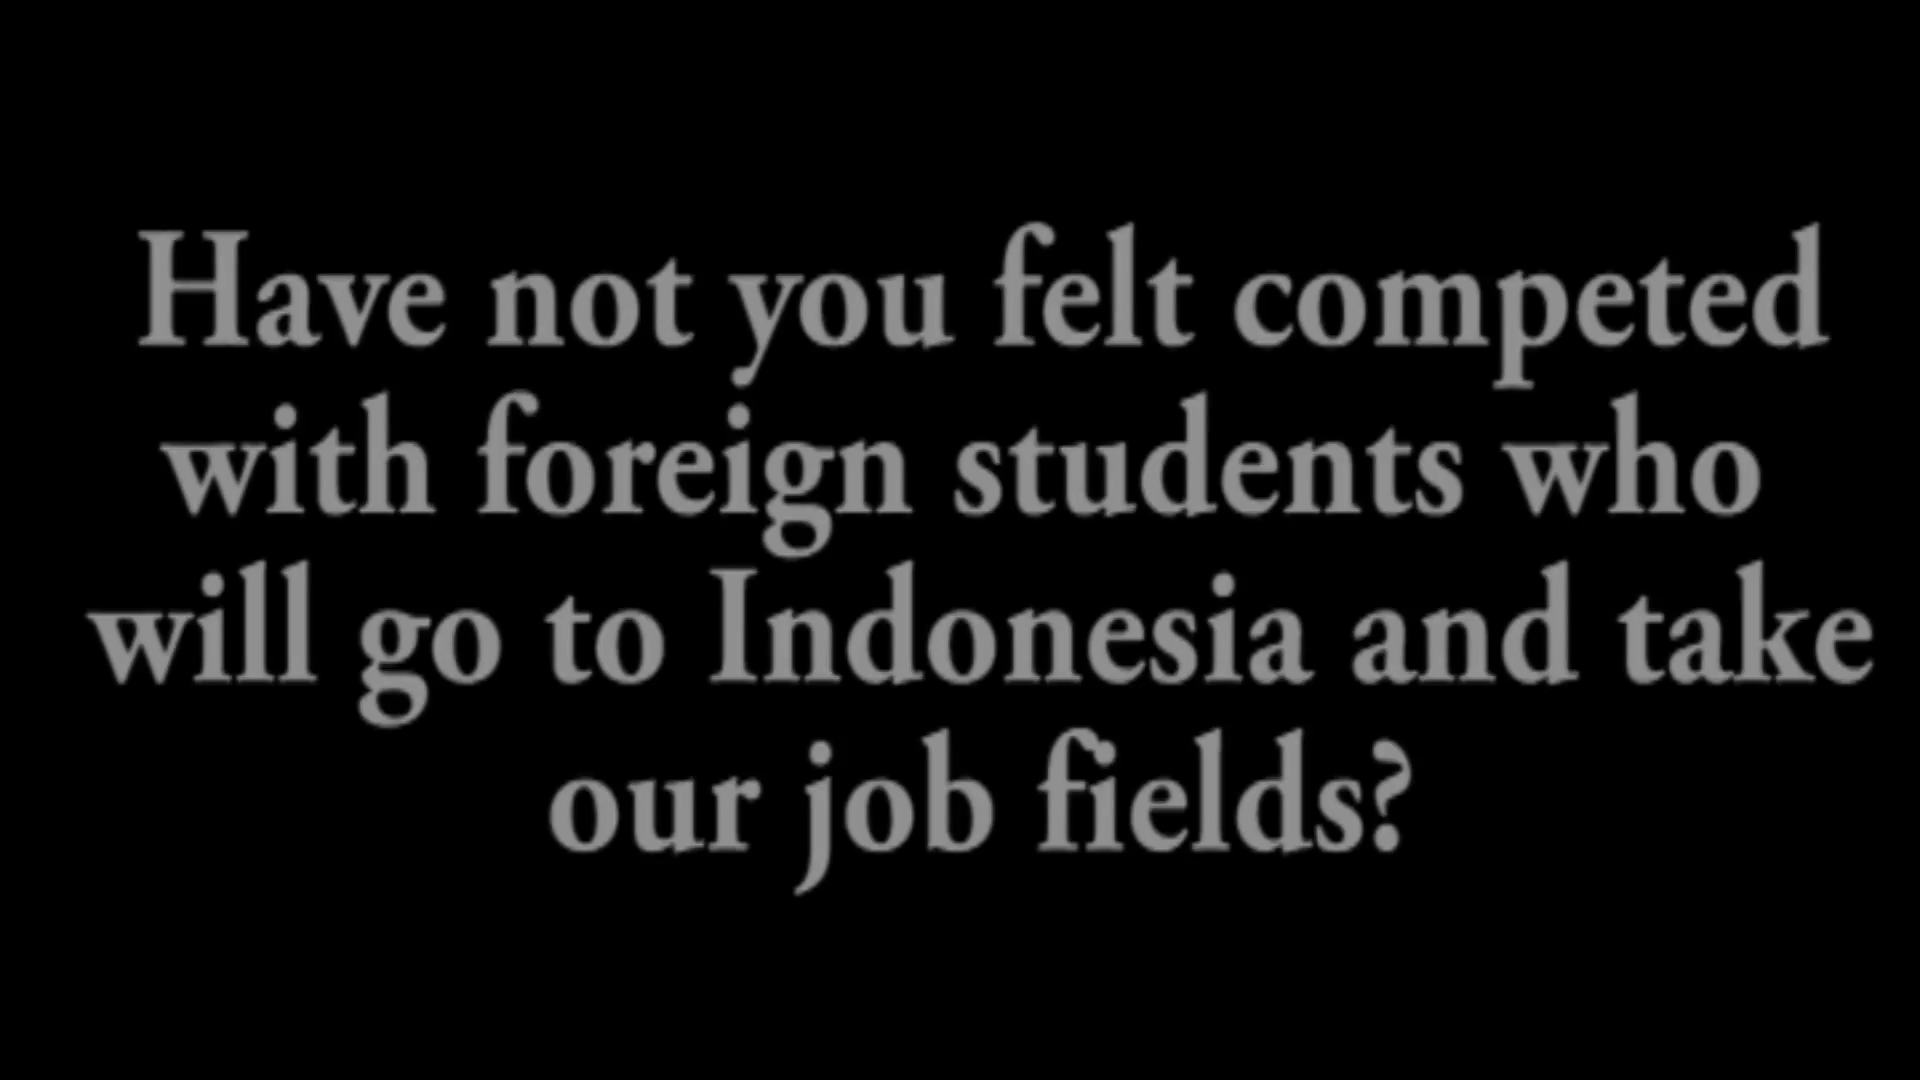 Have not you felt competed
with foreign students who
will go to Indonesia and take
our job fields?